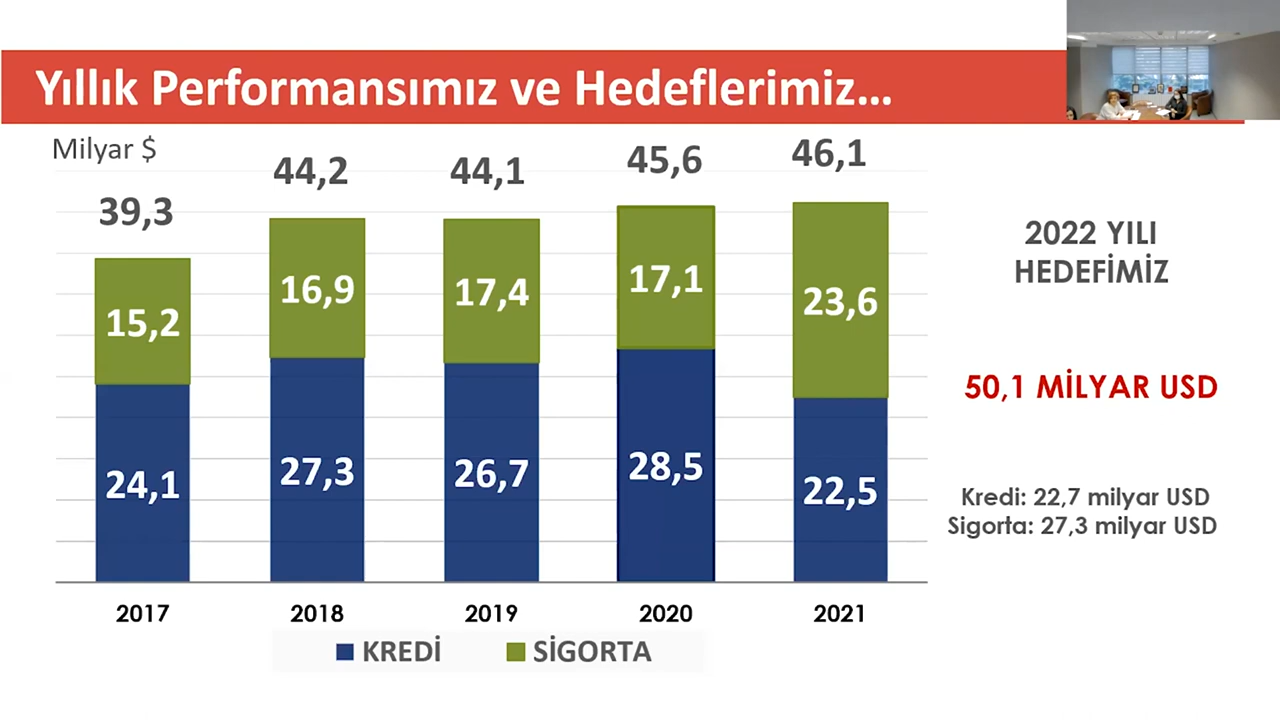 Yıllık Performansımız ve Hedeflerimiz...
Milyar $
39,3
44,2
44,1
45,6
46,1
15,2
16,9
17,4
17,1
23,6
24,1
27,3
26,7
28,5
22,5
2017
2018
2019
2020
2021
KREDİ
SİGORTA
2022 YILI
HEDEFİMİZ
50,1 MİLYAR USD
Kredi: 22,7 milyar USD
Sigorta: 27,3 milyar USD